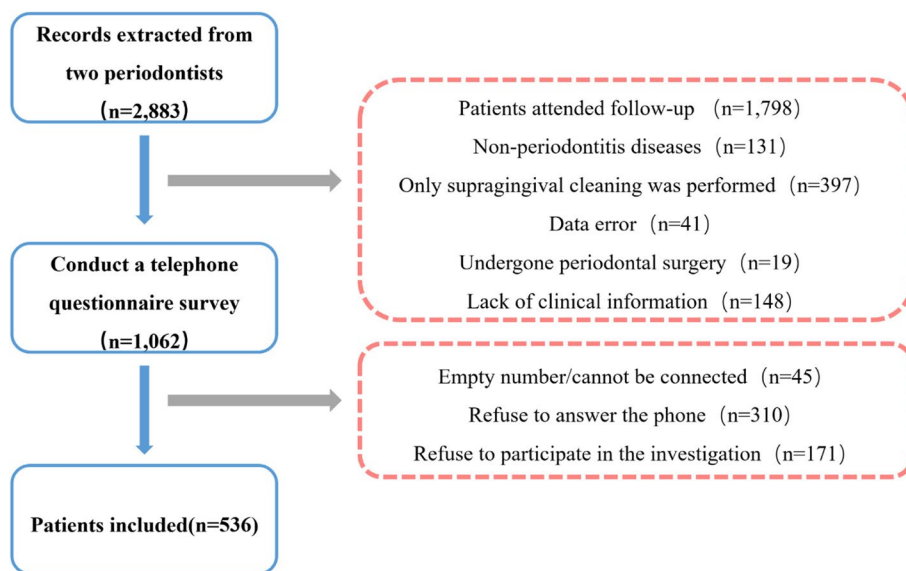 Records extracted from
two periodontists
(n=2,883)
Patients attended follow-up (n=1,798)
Non-periodontitis diseases (n=131)
Only supragingival cleaning was performed (n=397)
Data error (n=41)
Undergone periodontal surgery (n=19)
Lack of clinical information (n=148)
Conduct a telephone
questionnaire survey
(n=1,062)
Empty number/cannot be connected (n=45)
Refuse to answer the phone (n=310)
Refuse to participate in the investigation (n=171)
Patients included(n=536)